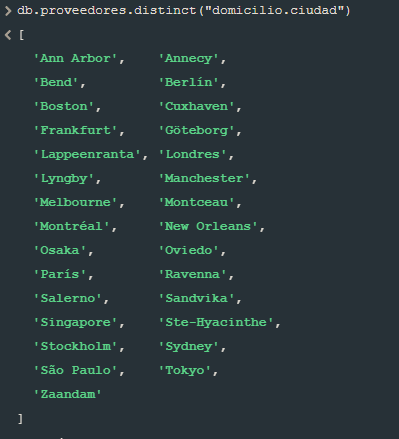 db.proveedores.distinct("domicilio.ciudad")
[
'Ann Arbor', 'Annecy',
'Bend', 'Berlín',
'Boston', 'Cuxhaven',
'Frankfurt', 'Göteborg',
'Lappeenranta', 'Londres',
'Lyngby', 'Manchester',
'Melbourne', 'Montceau',
'Montréal', 'New Orleans',
'Osaka', 'Oviedo',
'París', 'Ravenna',
'Salerno', 'Sandvika',
'Singapore', 'Ste-Hyacinthe',
'Stockholm', 'Sydney',
'São Paulo', 'Tokyo',
'Zaandam'
]